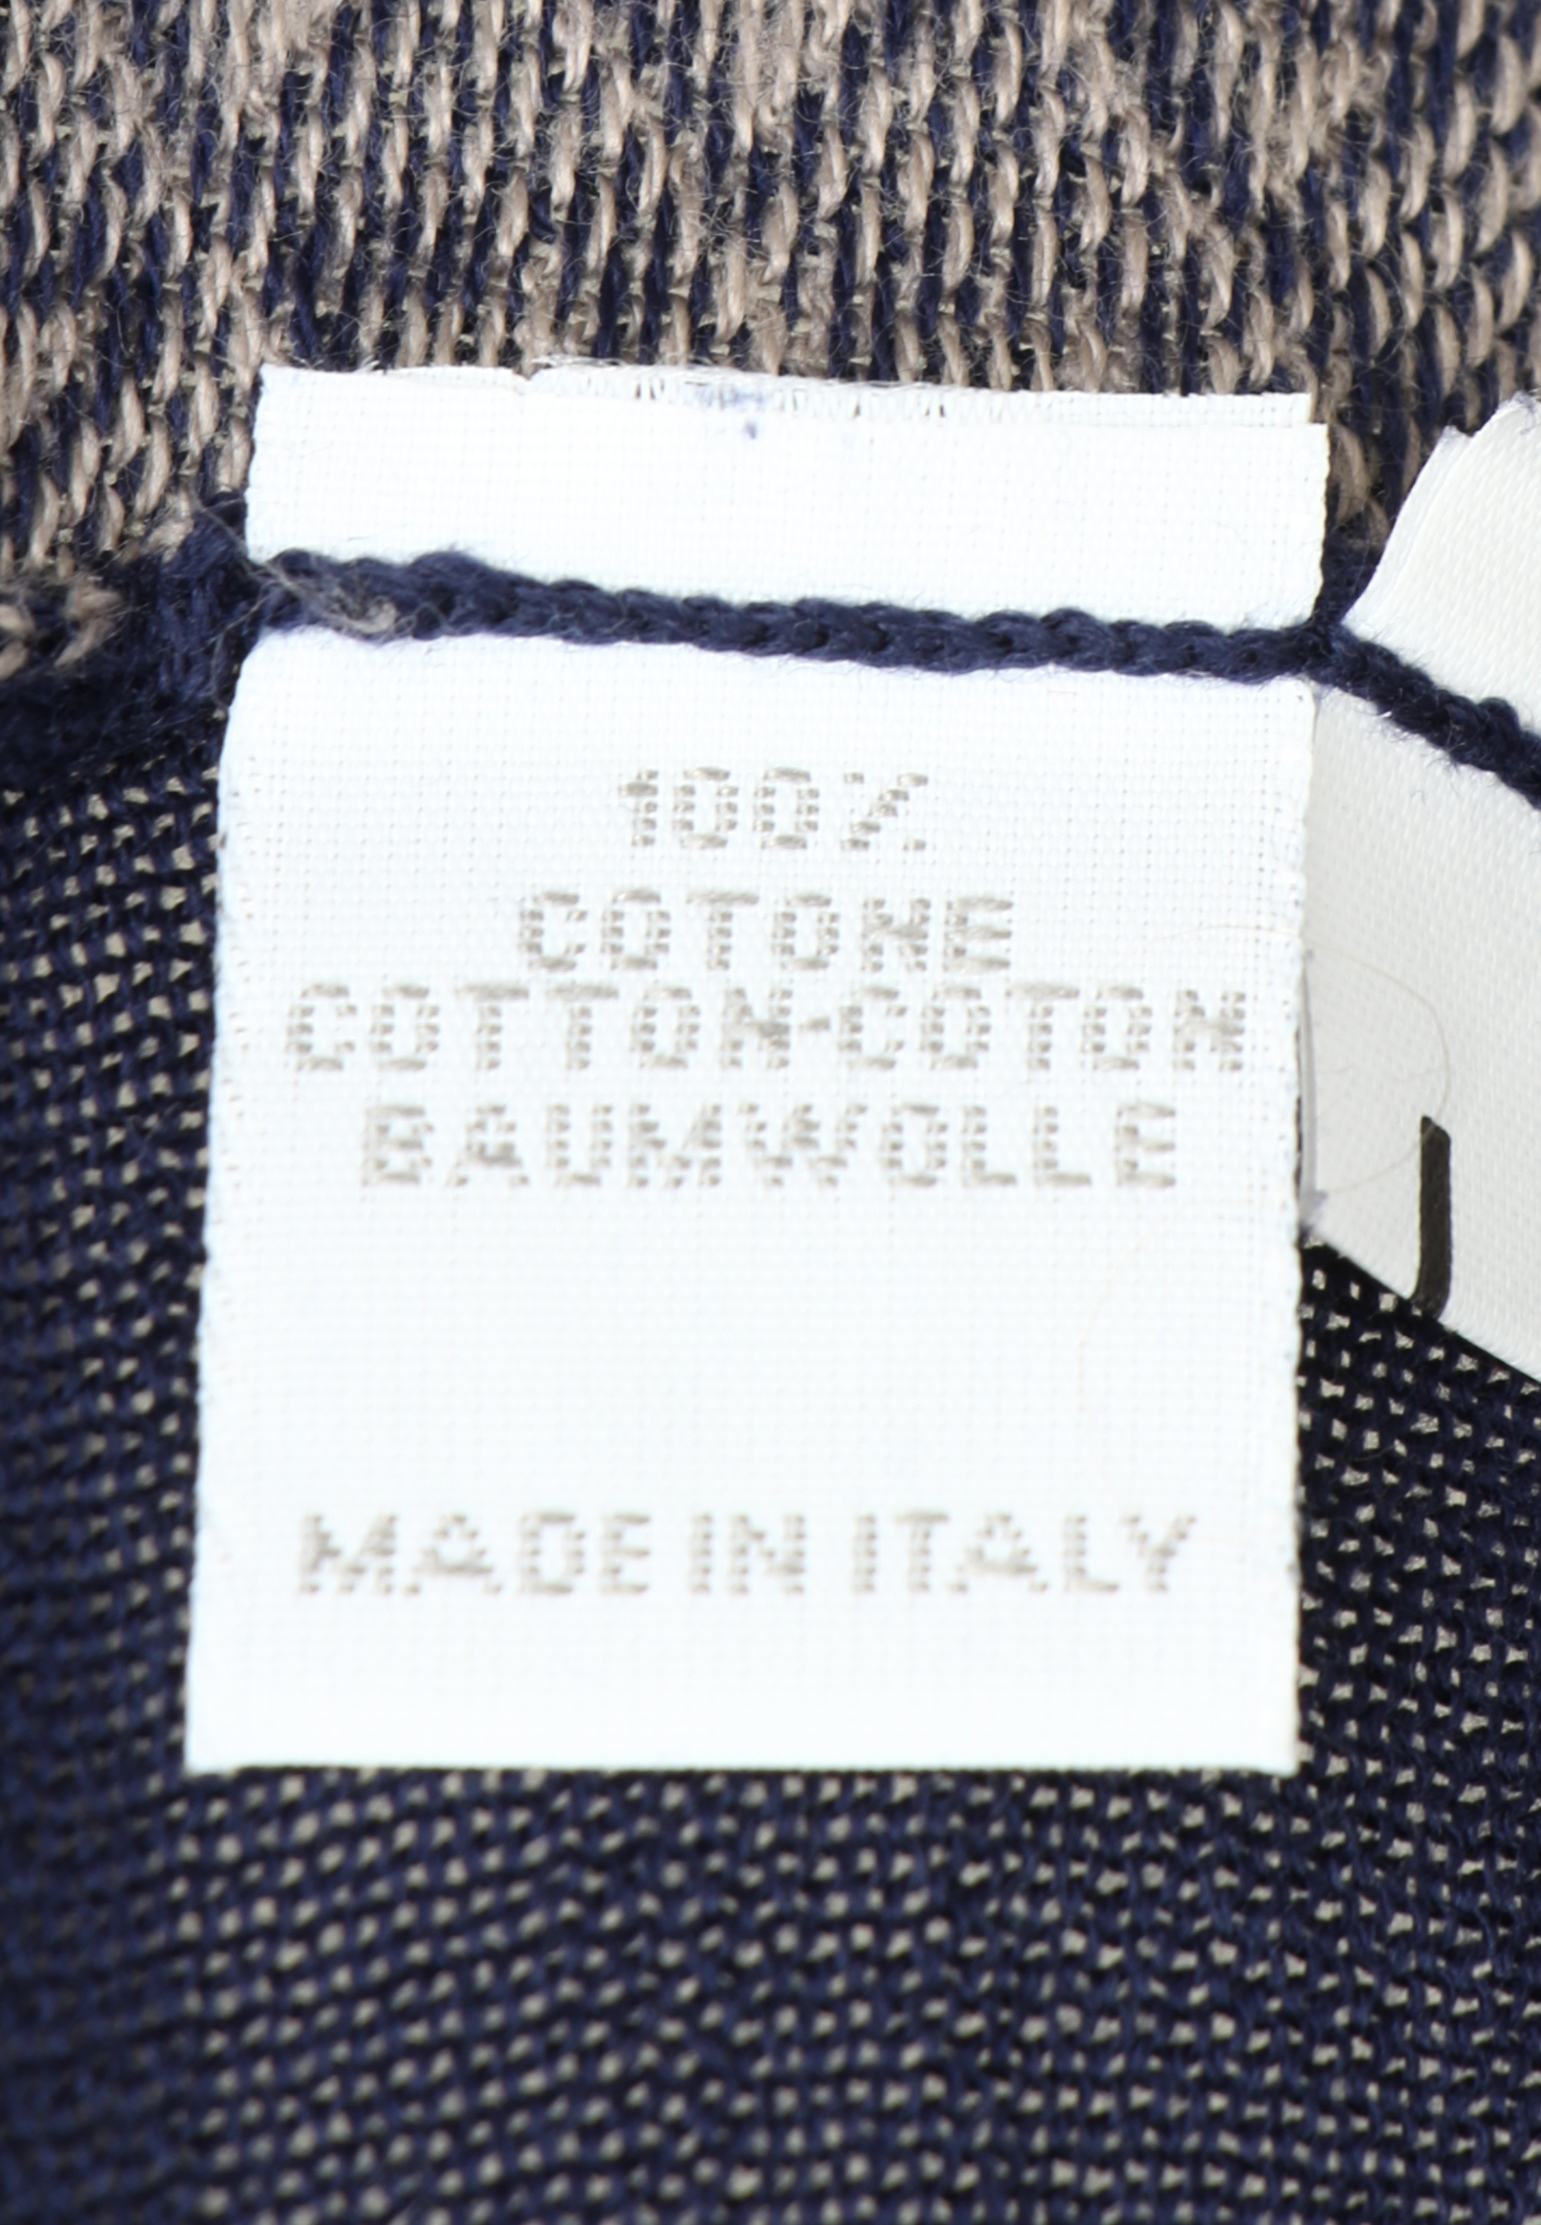 100%
COTONE
COTTON-COTON
BAUMWOLLE
MADE IN ITALY